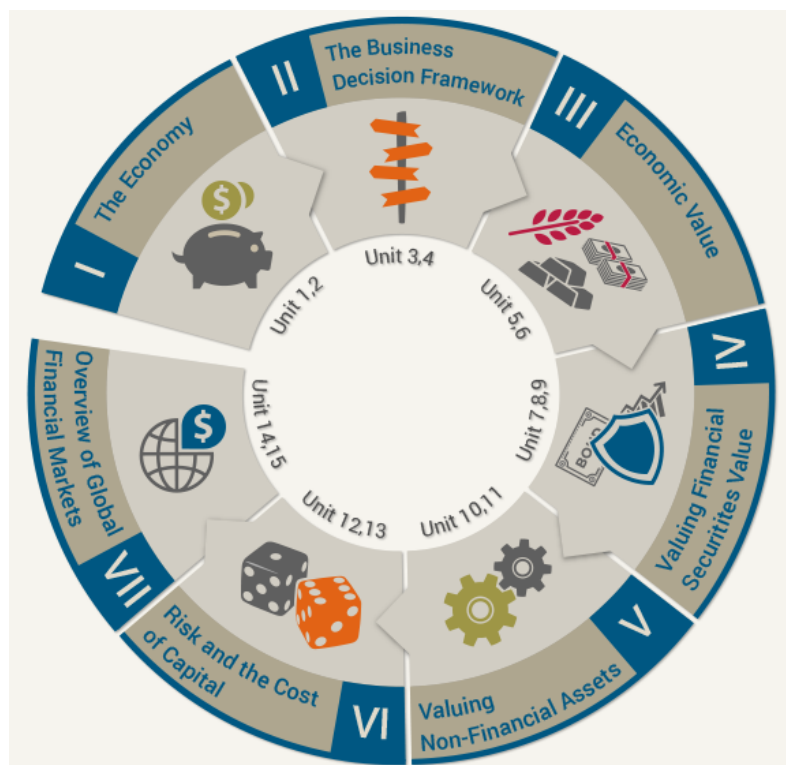 I
The Economy
$
Unit 1,2
II
The Business
Decision Framework
Unit 3,4
III
Economic Value
Unit 5,6
IV
Valuing Financial
Securitites Value
BOND
Unit 7,8,9
V
Valuing
Non-Financial Assets
Unit 10,11
VI
Risk and the Cost
of Capital
Unit 12,13
VII
Overview of Global
Financial Markets
$
Unit 14,15